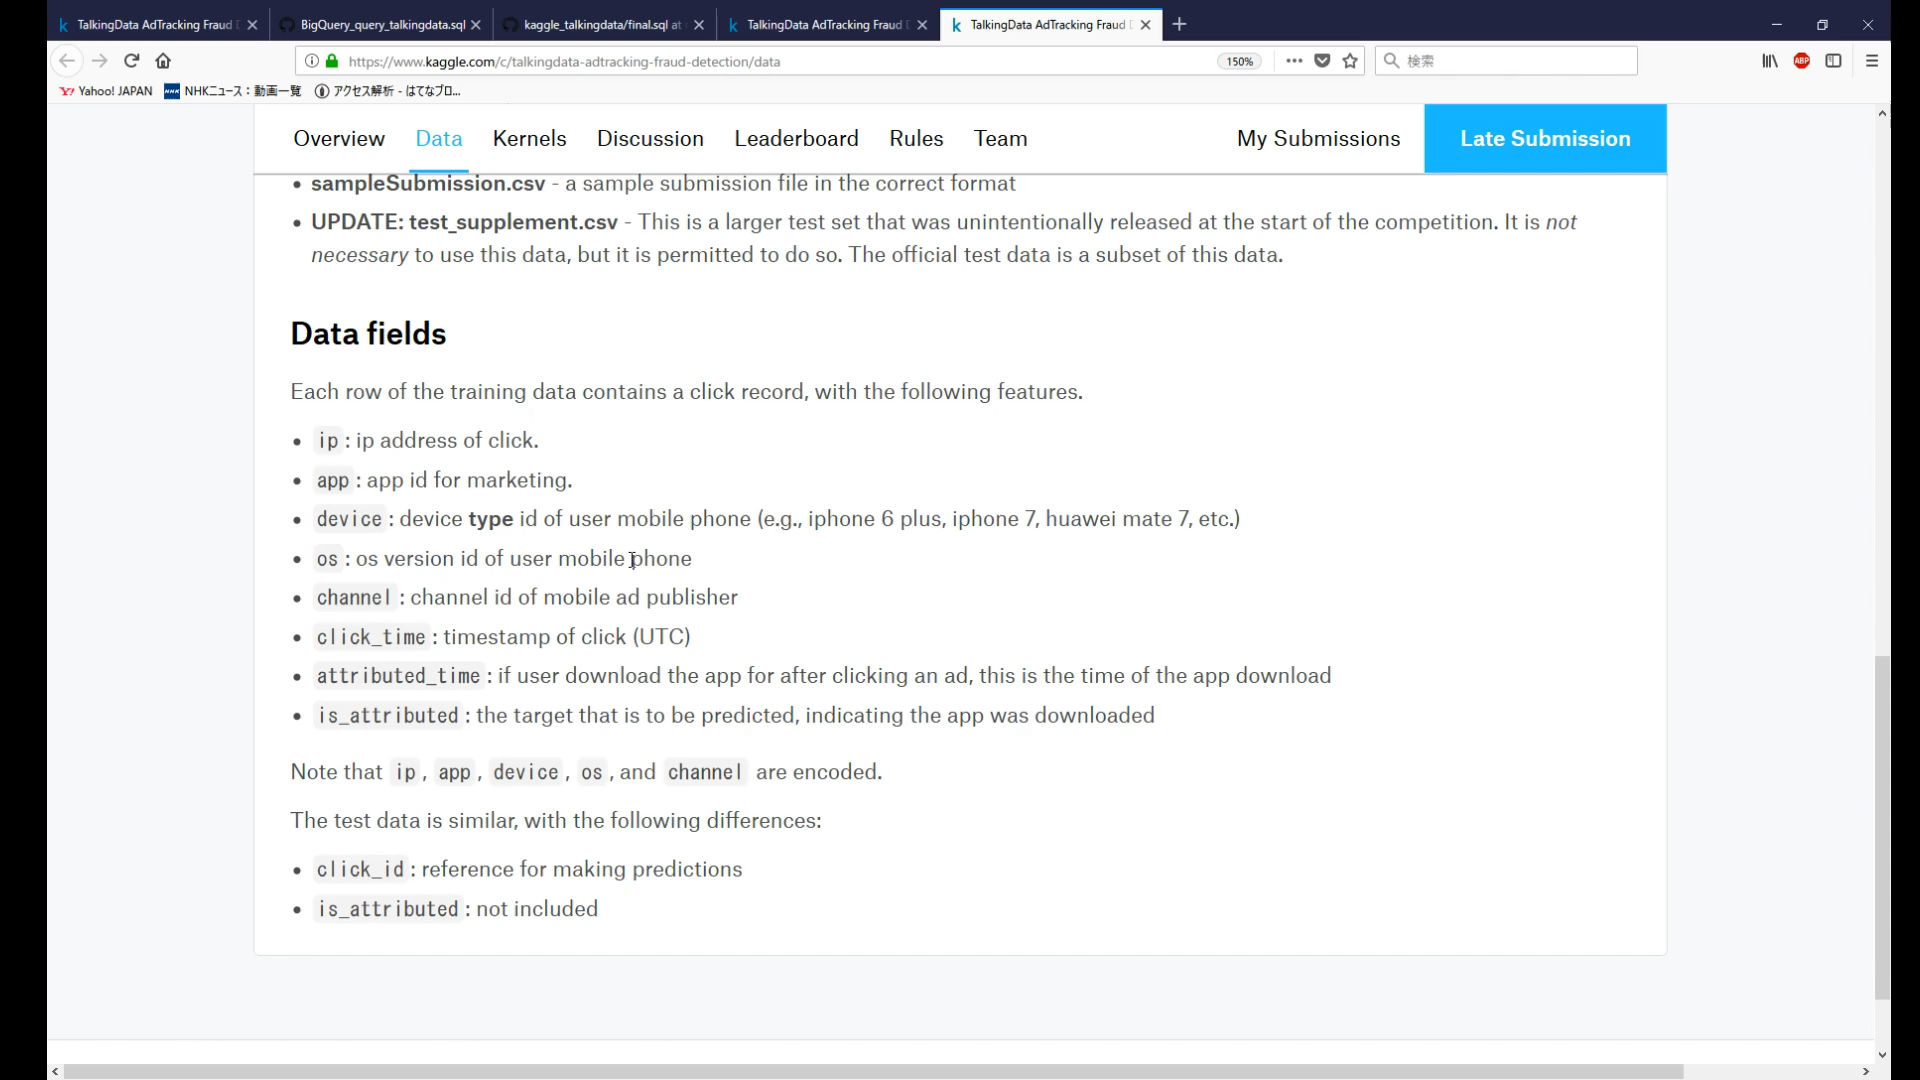 TalkingData AdTracking Fraud
BigQuery_query_talkingdata.sql
kaggle_talkingdata/final.sql at
TalkingData AdTracking Fraud
TalkingData AdTracking Fraud
https://www.kaggle.com/c/talkingdata-adtracking-fraud-detection/data
150%
検索
ABP
Yahoo! JAPAN
NHKニュース：動画一覧
アクセス解析 - はてなブロ...
Overview
Data
Kernels
Discussion
Leaderboard
Rules
Team
My Submissions
Late Submission
• sampleSubmission.csv - a sample submission file in the correct format
• UPDATE: test_supplement.csv - This is a larger test set that was unintentionally released at the start of the competition. It is not
necessary to use this data, but it is permitted to do so. The official test data is a subset of this data.
Data fields
Each row of the training data contains a click record, with the following features.
• ip : ip address of click.
• app : app id for marketing.
• device : device type id of user mobile phone (e.g., iphone 6 plus, iphone 7, huawei mate 7, etc.)
• os : os version id of user mobile phone
• channel : channel id of mobile ad publisher
• click_time : timestamp of click (UTC)
• attributed_time : if user download the app for after clicking an ad, this is the time of the app download
• is_attributed : the target that is to be predicted, indicating the app was downloaded
Note that ip , app , device , os , and channel are encoded.
The test data is similar, with the following differences:
• click_id : reference for making predictions
• is_attributed : not included